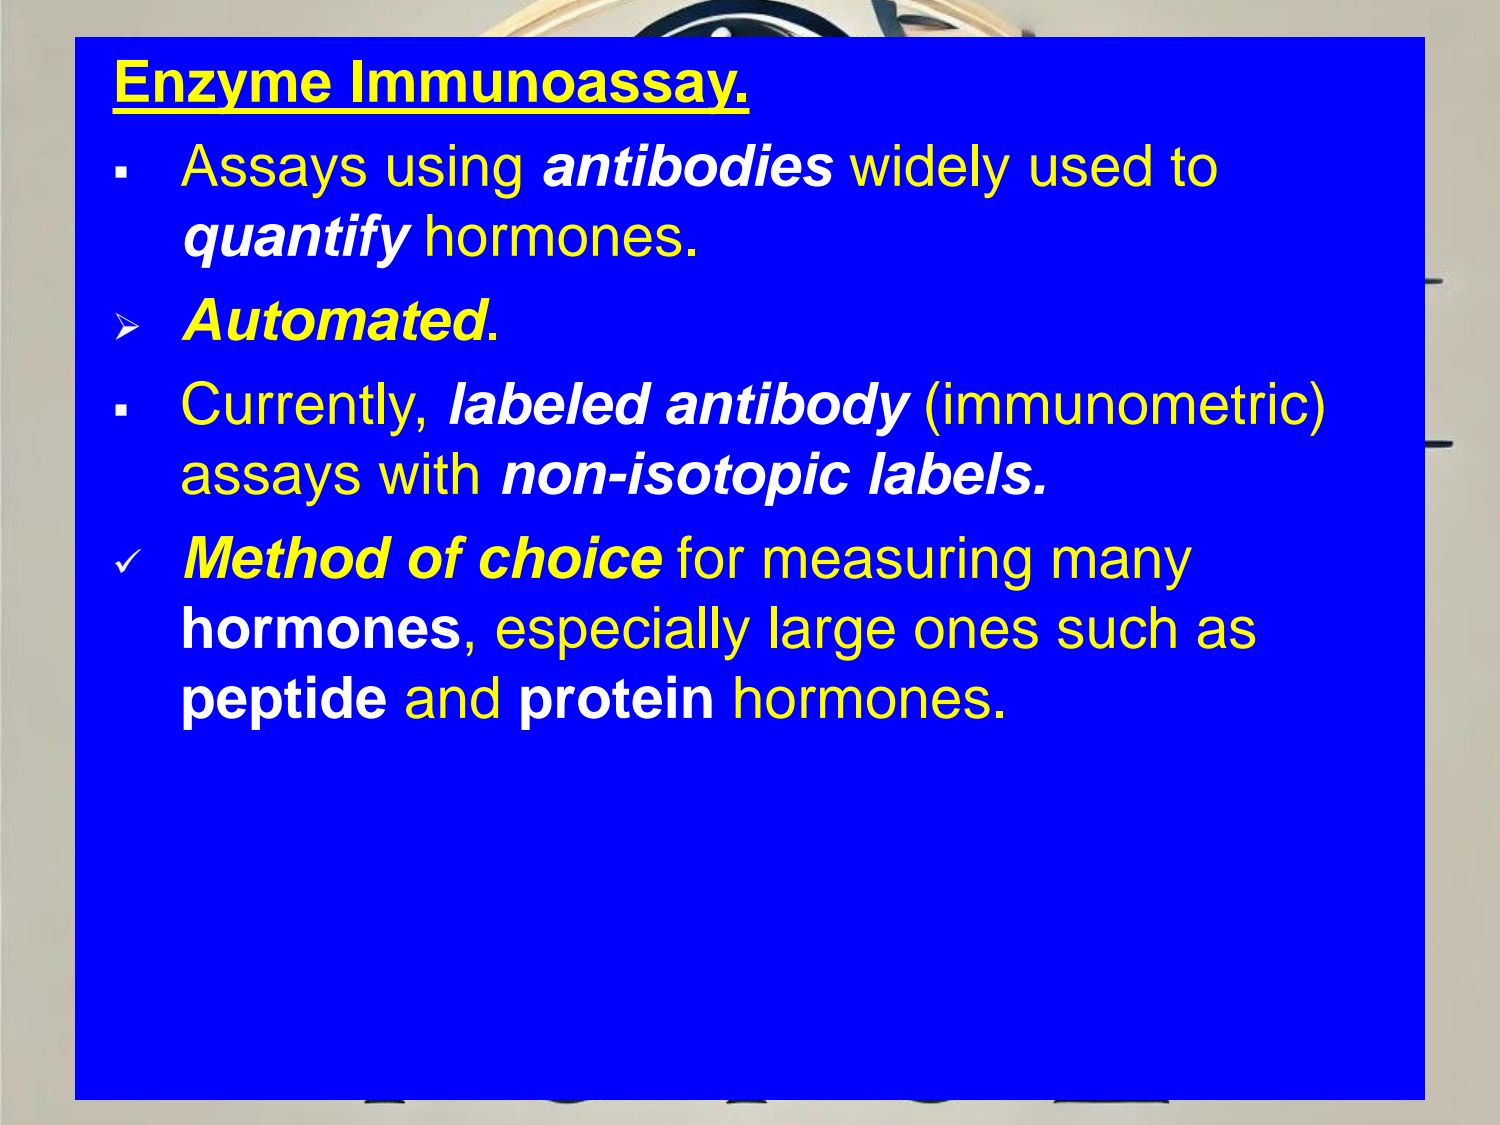 Enzyme Immunoassay.
▪ Assays using antibodies widely used to
quantify hormones.
➢ Automated.
▪ Currently, labeled antibody (immunometric)
assays with non-isotopic labels.
✓ Method of choice for measuring many
hormones, especially large ones such as
peptide and protein hormones.